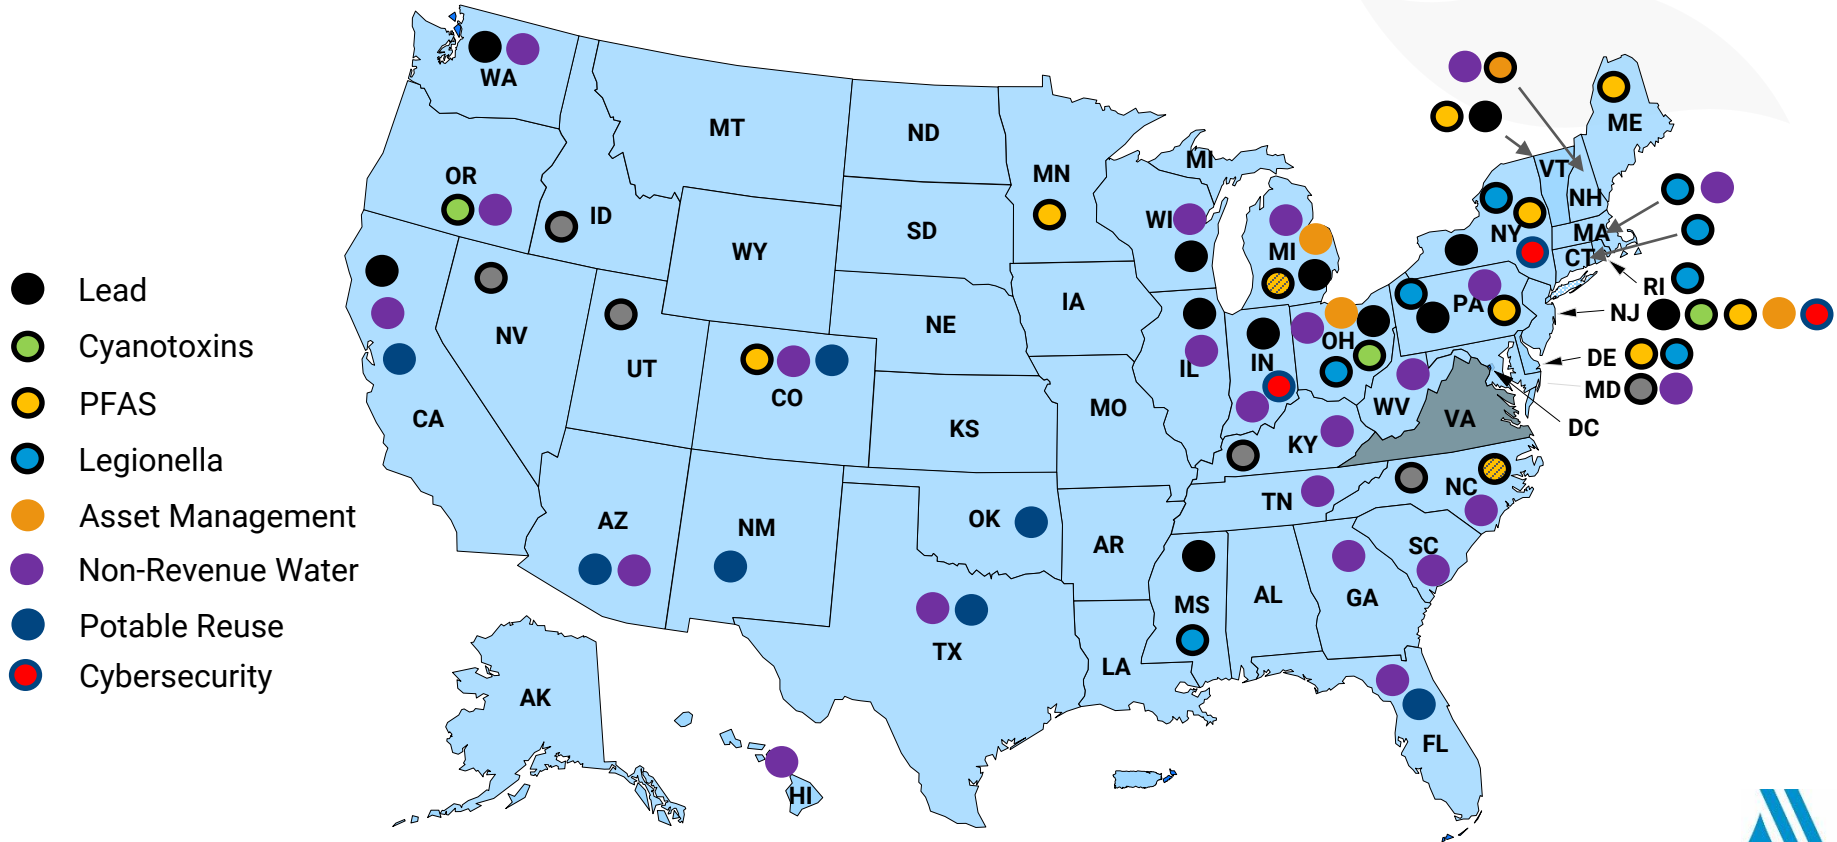 Lead
Cyanotoxins
PFAS
Legionella
Asset Management
Non-Revenue Water
Potable Reuse
Cybersecurity
WA
MT
ND
MN
MI
VT
ME
OR
ID
SD
WI
MI
NY
NH
MA
CT
RI
WY
NV
UT
CO
NE
IA
IL
IN
OH
PA
NJ
DE
MD
DC
CA
KS
MO
KY
WV
VA
AZ
NM
OK
AR
TN
NC
SC
TX
LA
MS
AL
GA
FL
AK
HI